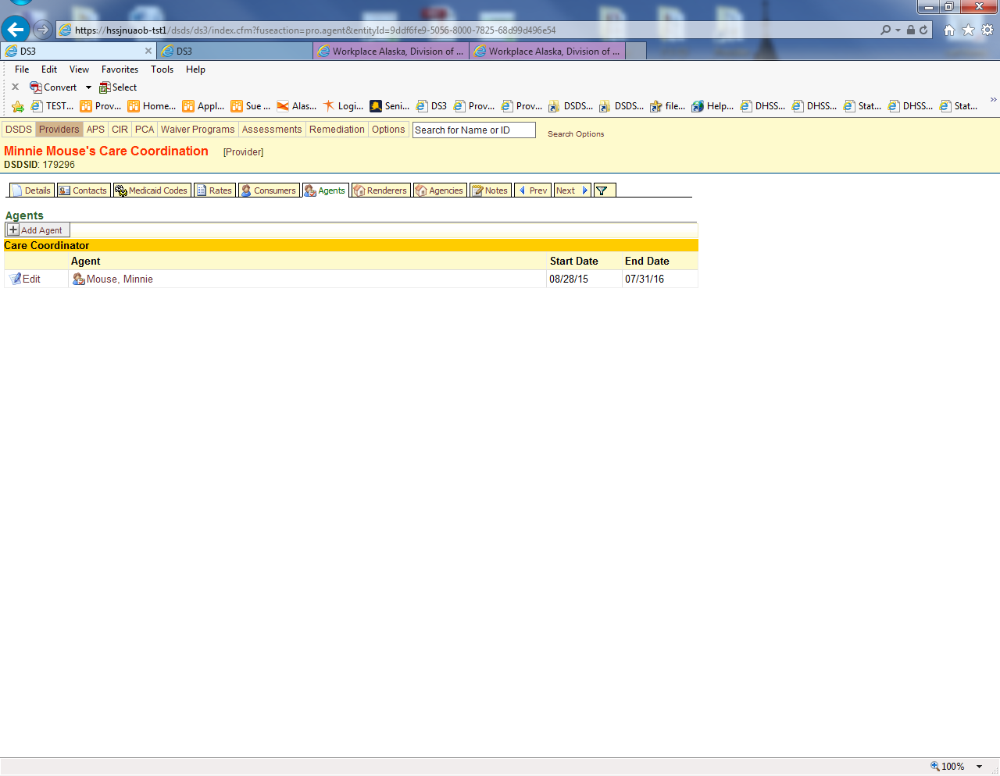 https://hssjnuaob-tst1/dsds/ds3/index.cfm?fuseaction=pro.agent&entityId=9ddf6fe9-5056-8000-7825-68d99d496e54
DS3
DS3
Workplace Alaska, Division of ...
Workplace Alaska, Division of ...
File Edit View Favorites Tools Help
Convert Select
TEST... Prov... Home... Appl... Sue ... Alas... Logi... Seni... DS3 Prov... Prov... DSDS... DSDS... file... Help... DHSS... DHSS... Stat... DHSS... Stat...
DSDS Providers APS CIR PCA Waiver Programs Assessments Remediation Options Search for Name or ID Search Options
Minnie Mouse's Care Coordination [Provider]
DSDSID: 179296
Details Contacts Medicaid Codes Rates Consumers Agents Renderers Agencies Notes Prev Next
Agents
Add Agent
Care Coordinator
Agent Start Date End Date
Edit Mouse, Minnie 08/28/15 07/31/16
100%